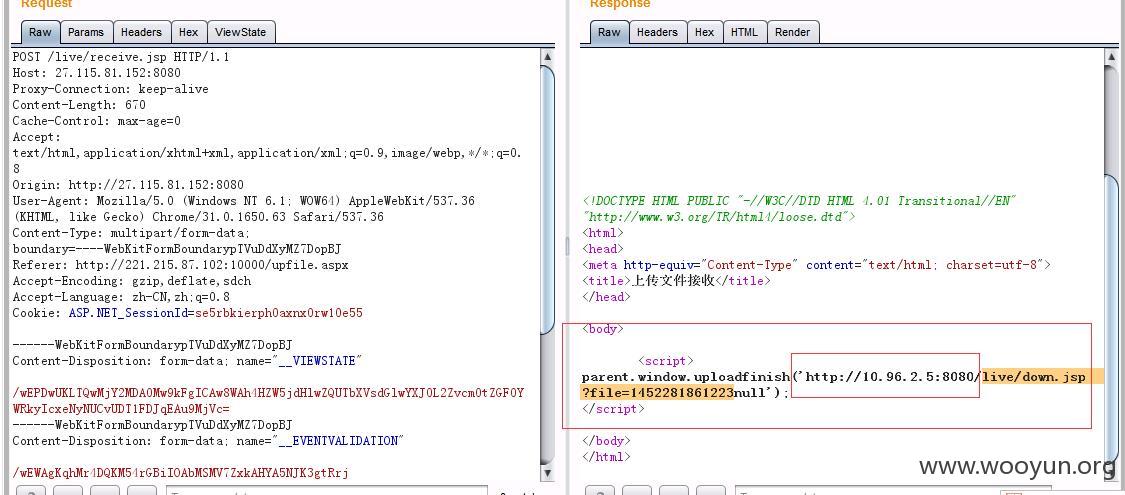 Request
Response
Raw Params Headers Hex ViewState
Raw Headers Hex HTML Render
POST /live/receive.jsp HTTP/1.1
Host: 27.115.81.152:8080
Proxy-Connection: keep-alive
Content-Length: 670
Cache-Control: max-age=0
Accept:
text/html,application/xhtml+xml,application/xml;q=0.9,image/webp,*/*;q=0.
8
Origin: http://27.115.81.152:8080
User-Agent: Mozilla/5.0 (Windows NT 6.1; WOW64) AppleWebKit/537.36
(KHTML, like Gecko) Chrome/31.0.1650.63 Safari/537.36
Content-Type: multipart/form-data;
boundary=----WebKitFormBoundarypTVuDdXyMZ7DopBJ
Referer: http://221.215.87.102:10000/upfile.aspx
Accept-Encoding: gzip,deflate,sdch
Accept-Language: zh-CN,zh;q=0.8
Cookie: ASP.NET_SessionId=se5rbkierph0axnx0rw10e55
------WebKitFormBoundarypTVuDdXyMZ7DopBJ
Content-Disposition: form-data; name="__VIEWSTATE"
/wEPDwUKLTQwMjY2MDA0Mw9kFgICAw8WAh4HZW5jdHlwZQUTbXVsdGlwYXJ0L2Zvcm0tZGF0Y
WRkyIcxeNyNUCvUDT1FDJqEAu9MjVc=
------WebKitFormBoundarypTVuDdXyMZ7DopBJ
Content-Disposition: form-data; name="__EVENTVALIDATION"
/wEWAgKqhMr4DQKM54rGBiIOAbMSMV7ZxkAHYA5NJK3gtRrj
<!DOCTYPE HTML PUBLIC "-//W3C//DTD HTML 4.01 Transitional//EN"
"http://www.w3.org/TR/html4/loose.dtd">
<html>
<head>
<meta http-equiv="Content-Type" content="text/html; charset=utf-8">
<title>上传文件接收</title>
</head>
<body>
<script>
parent.window.uploadfinish('http://10.96.2.5:8080/live/down.jsp
?file=1452281861223null');
</script>
</body>
</html>
www.wooyun.org